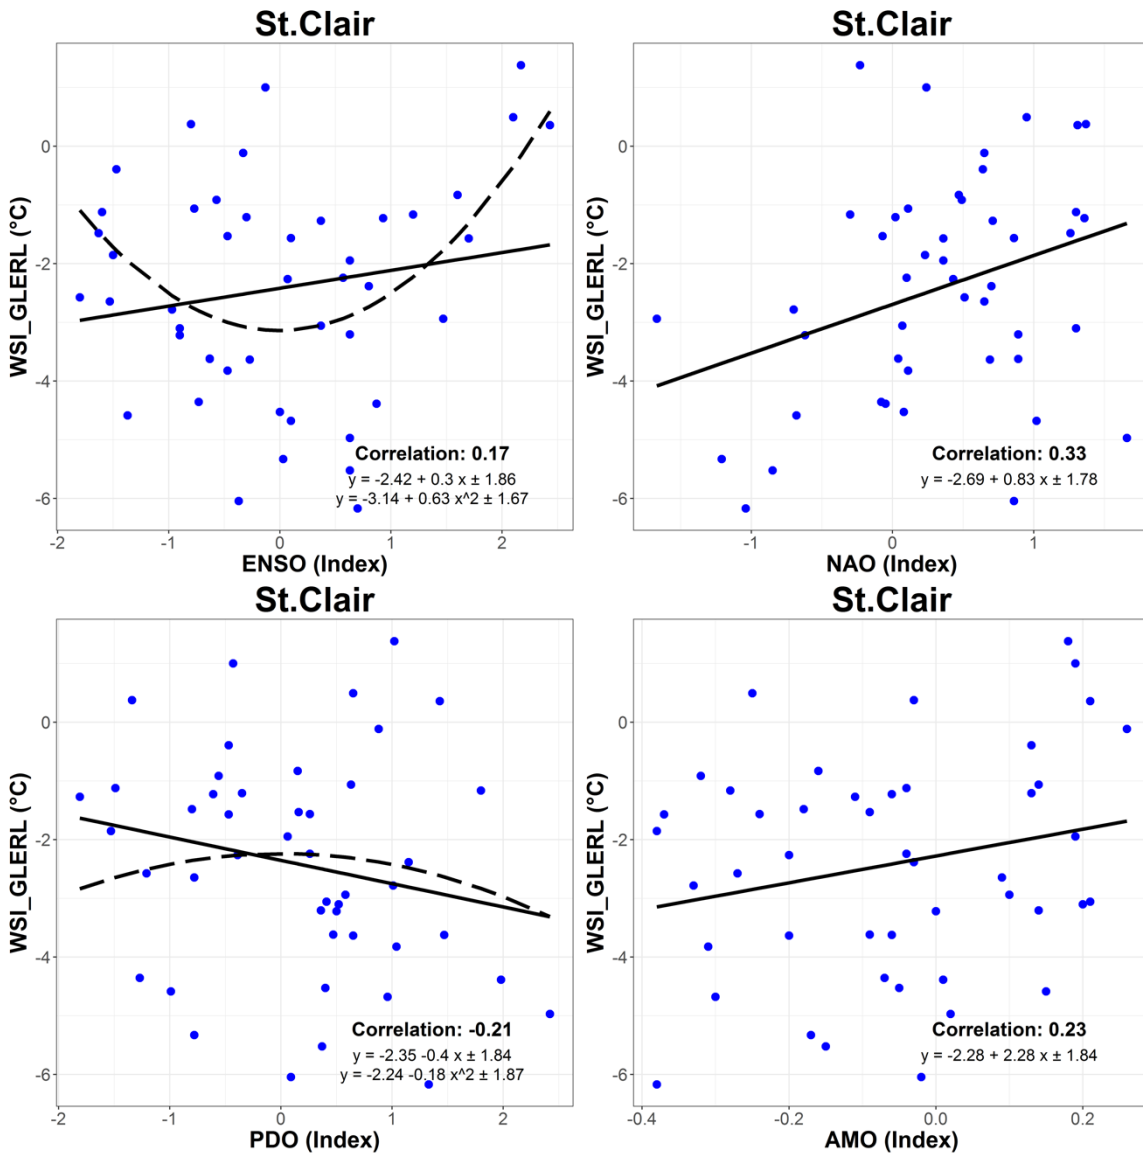 St.Clair
WSI_GLERL (°C)
0
-2
-4
-6
Correlation: 0.17
y = -2.42 + 0.3 x ± 1.86
y = -3.14 + 0.63 x^2 ± 1.67
-2 -1 0 1 2
ENSO (Index)
St.Clair
WSI_GLERL (°C)
0
-2
-4
-6
Correlation: 0.33
y = -2.69 + 0.83 x ± 1.78
-1 0 1
NAO (Index)
St.Clair
WSI_GLERL (°C)
0
-2
-4
-6
Correlation: -0.21
y = -2.35 -0.4 x ± 1.84
y = -2.24 -0.18 x^2 ± 1.87
-2 -1 0 1 2
PDO (Index)
St.Clair
WSI_GLERL (°C)
0
-2
-4
-6
Correlation: 0.23
y = -2.28 + 2.28 x ± 1.84
-0.4 -0.2 0.0 0.2
AMO (Index)